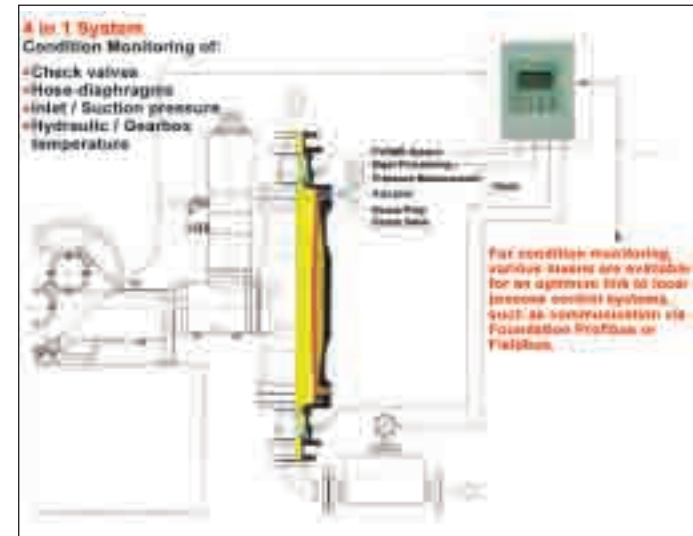 4 in 1 System
Condition Monitoring of:
•Check valves
•Hose-diaphragms
•Inlet / Suction pressure
•Hydraulic / Gearbox
temperature
Pressure Measurement
For condition monitoring,
various means are available
for an optimum link to local
process control systems,
such as communication via
Foundation Profibus or
Fieldbus.